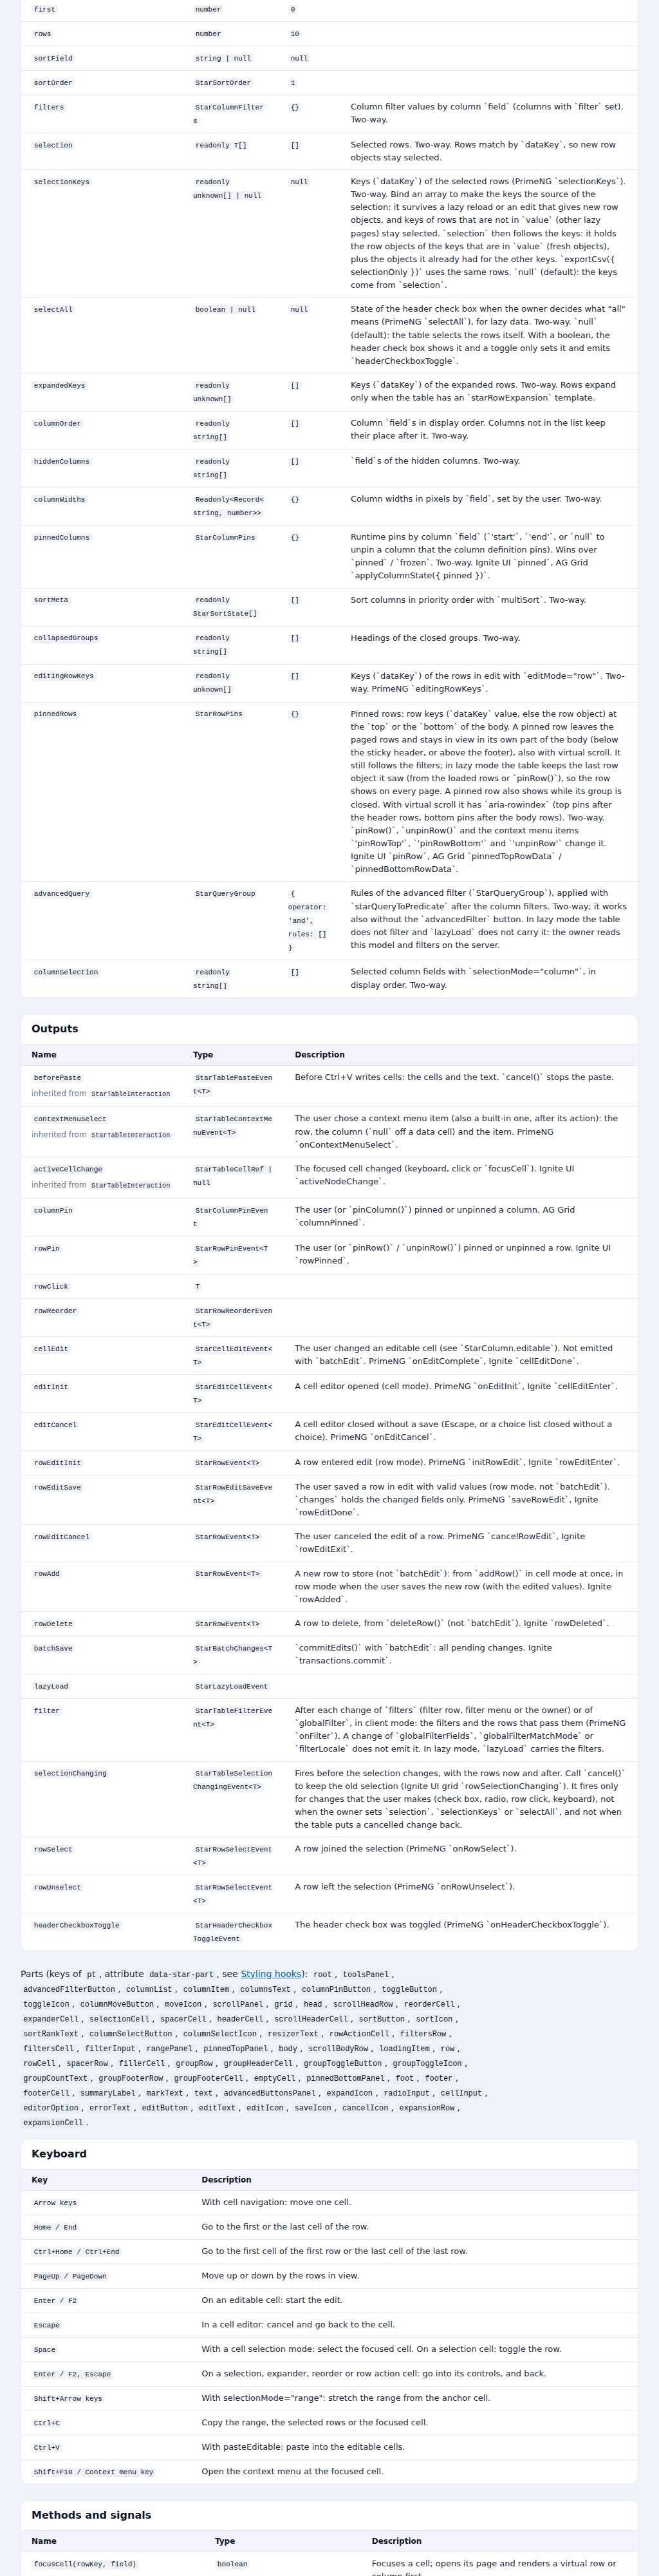 first number 0
rows number 10
sortField string | null null
sortOrder StarSortOrder 1
filters StarColumnFilter {} Column filter values by column `field` (columns with `filter` set).
s Two-way.
selection readonly T[] [] Selected rows. Two-way. Rows match by `dataKey`, so new row
objects stay selected.
selectionKeys readonly null Keys (`dataKey`) of the selected rows (PrimeNG `selectionKeys`).
unknown[] | null Two-way. Bind an array to make the keys the source of the
selection: it survives a lazy reload or an edit that gives new row
objects, and keys of rows that are not in `value` (other lazy
pages) stay selected. `selection` then follows the keys: it holds
the row objects of the keys that are in `value` (fresh objects),
plus the objects it already had for the other keys. `exportCsv({
selectionOnly })` uses the same rows. `null` (default): the keys
come from `selection`.
selectAll boolean | null null State of the header check box when the owner decides what "all"
means (PrimeNG `selectAll`), for lazy data. Two-way. `null`
(default): the table selects the rows itself. With a boolean, the
header check box shows it and a toggle only sets it and emits
`headerCheckboxToggle`.
expandedKeys readonly [] Keys (`dataKey`) of the expanded rows. Two-way. Rows expand
unknown[] only when the table has an `starRowExpansion` template.
columnOrder readonly [] Column `field`s in display order. Columns not in the list keep
string[] their place after it. Two-way.
hiddenColumns readonly [] `field`s of the hidden columns. Two-way.
string[]
columnWidths Readonly<Record< {} Column widths in pixels by `field`, set by the user. Two-way.
string, number>>
pinnedColumns StarColumnPins {} Runtime pins by column `field` (`'start'`, `'end'`, or `null` to
unpin a column that the column definition pins). Wins over
`pinned` / `frozen`. Two-way. Ignite UI `pinned`, AG Grid
`applyColumnState({ pinned })`.
sortMeta readonly [] Sort columns in priority order with `multiSort`. Two-way.
StarSortState[]
collapsedGroups readonly [] Headings of the closed groups. Two-way.
string[]
editingRowKeys readonly [] Keys (`dataKey`) of the rows in edit with `editMode="row"`. Two-
unknown[] way. PrimeNG `editingRowKeys`.
pinnedRows StarRowPins {} Pinned rows: row keys (`dataKey` value, else the row object) at
the `top` or the `bottom` of the body. A pinned row leaves the
paged rows and stays in view in its own part of the body (below
the sticky header, or above the footer), also with virtual scroll. It
still follows the filters; in lazy mode the table keeps the last row
object it saw (from the loaded rows or `pinRow()`), so the row
shows on every page. A pinned row also shows while its group is
closed. With virtual scroll it has `aria-rowindex` (top pins after
the header rows, bottom pins after the body rows). Two-way.
`pinRow()`, `unpinRow()` and the context menu items
`'pinRowTop'`, `'pinRowBottom'` and `'unpinRow'` change it.
Ignite UI `pinRow`, AG Grid `pinnedTopRowData` /
`pinnedBottomRowData`.
advancedQuery StarQueryGroup { Rules of the advanced filter (`StarQueryGroup`), applied with
operator: `starQueryToPredicate` after the column filters. Two-way; it works
'and', also without the `advancedFilter` button. In lazy mode the table
rules: [] does not filter and `lazyLoad` does not carry it: the owner reads
} this model and filters on the server.
columnSelection readonly [] Selected column fields with `selectionMode="column"`, in
string[] display order. Two-way.
Outputs
Name Type Description
beforePaste StarTablePasteEven Before Ctrl+V writes cells: the cells and the text. `cancel()` stops the paste.
inherited from StarTableInteraction t<T>
contextMenuSelect StarTableContextMe The user chose a context menu item (also a built-in one, after its action): the
inherited from StarTableInteraction nuEvent<T> row, the column (`null` off a data cell) and the item. PrimeNG
`onContextMenuSelect`.
activeCellChange StarTableCellRef | The focused cell changed (keyboard, click or `focusCell`). Ignite UI
inherited from StarTableInteraction null `activeNodeChange`.
columnPin StarColumnPinEven The user (or `pinColumn()`) pinned or unpinned a column. AG Grid
t `columnPinned`.
rowPin StarRowPinEvent<T The user (or `pinRow()` / `unpinRow()`) pinned or unpinned a row. Ignite UI
> `rowPinned`.
rowClick T
rowReorder StarRowReorderEven
t<T>
cellEdit StarCellEditEvent< The user changed an editable cell (see `StarColumn.editable`). Not emitted
T> with `batchEdit`. PrimeNG `onEditComplete`, Ignite `cellEditDone`.
editInit StarEditCellEvent< A cell editor opened (cell mode). PrimeNG `onEditInit`, Ignite `cellEditEnter`.
T>
editCancel StarEditCellEvent< A cell editor closed without a save (Escape, or a choice list closed without a
T> choice). PrimeNG `onEditCancel`.
rowEditInit StarRowEvent<T> A row entered edit (row mode). PrimeNG `initRowEdit`, Ignite `rowEditEnter`.
rowEditSave StarRowEditSaveEve The user saved a row in edit with valid values (row mode, not `batchEdit`).
nt<T> `changes` holds the changed fields only. PrimeNG `saveRowEdit`, Ignite
`rowEditDone`.
rowEditCancel StarRowEvent<T> The user canceled the edit of a row. PrimeNG `cancelRowEdit`, Ignite
`rowEditExit`.
rowAdd StarRowEvent<T> A new row to store (not `batchEdit`): from `addRow()` in cell mode at once, in
row mode when the user saves the new row (with the edited values). Ignite
`rowAdded`.
rowDelete StarRowEvent<T> A row to delete, from `deleteRow()` (not `batchEdit`). Ignite `rowDeleted`.
batchSave StarBatchChanges<T `commitEdits()` with `batchEdit`: all pending changes. Ignite
> `transactions.commit`.
lazyLoad StarLazyLoadEvent
filter StarTableFilterEve After each change of `filters` (filter row, filter menu or the owner) or of
nt<T> `globalFilter`, in client mode: the filters and the rows that pass them (PrimeNG
`onFilter`). A change of `globalFilterFields`, `globalFilterMatchMode` or
`filterLocale` does not emit it. In lazy mode, `lazyLoad` carries the filters.
selectionChanging StarTableSelection Fires before the selection changes, with the rows now and after. Call `cancel()`
ChangingEvent<T> to keep the old selection (Ignite UI grid `rowSelectionChanging`). It fires only
for changes that the user makes (check box, radio, row click, keyboard), not
when the owner sets `selection`, `selectionKeys` or `selectAll`, and not when
the table puts a cancelled change back.
rowSelect StarRowSelectEvent A row joined the selection (PrimeNG `onRowSelect`).
<T>
rowUnselect StarRowSelectEvent A row left the selection (PrimeNG `onRowUnselect`).
<T>
headerCheckboxToggle StarHeaderCheckbox The header check box was toggled (PrimeNG `onHeaderCheckboxToggle`).
ToggleEvent
Parts (keys of pt, attribute data-star-part, see Styling hooks): root, toolsPanel,
advancedFilterButton, columnList, columnItem, columnsText, columnPinButton, toggleButton,
toggleIcon, columnMoveButton, moveIcon, scrollPanel, grid, head, scrollHeadRow, reorderCell,
expanderCell, selectionCell, spacerCell, headerCell, scrollHeaderCell, sortButton, sortIcon,
sortRankText, columnSelectButton, columnSelectIcon, resizerText, rowActionCell, filtersRow,
filtersCell, filterInput, rangePanel, pinnedTopPanel, body, scrollBodyRow, loadingItem, row,
rowCell, spacerRow, fillerCell, groupRow, groupHeaderCell, groupToggleButton, groupToggleIcon,
groupCountText, groupFooterRow, groupFooterCell, emptyCell, pinnedBottomPanel, foot, footer,
footerCell, summaryLabel, markText, text, advancedButtonsPanel, expandIcon, radioInput, cellInput,
editorOption, errorText, editButton, editText, editIcon, saveIcon, cancelIcon, expansionRow,
expansionCell.
Keyboard
Key Description
Arrow keys With cell navigation: move one cell.
Home / End Go to the first or the last cell of the row.
Ctrl+Home / Ctrl+End Go to the first cell of the first row or the last cell of the last row.
PageUp / PageDown Move up or down by the rows in view.
Enter / F2 On an editable cell: start the edit.
Escape In a cell editor: cancel and go back to the cell.
Space With a cell selection mode: select the focused cell. On a selection cell: toggle the row.
Enter / F2, Escape On a selection, expander, reorder or row action cell: go into its controls, and back.
Shift+Arrow keys With selectionMode="range": stretch the range from the anchor cell.
Ctrl+C Copy the range, the selected rows or the focused cell.
Ctrl+V With pasteEditable: paste into the editable cells.
Shift+F10 / Context menu key Open the context menu at the focused cell.
Methods and signals
Name Type Description
focusCell(rowKey, field) boolean Focuses a cell; opens its page and renders a virtual row or